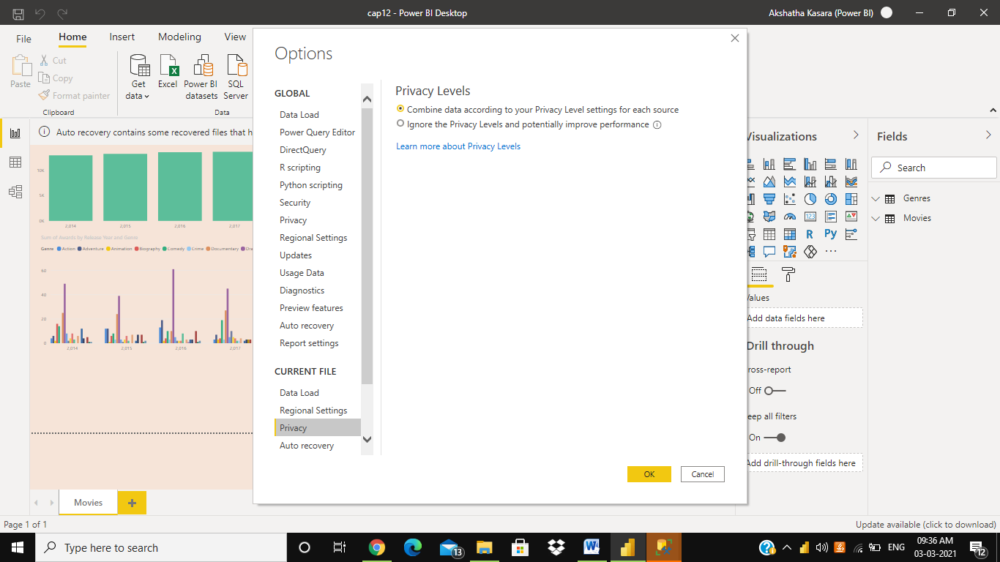 cap12 - Power BI Desktop
Akshatha Kasara (Power BI)
File
Home
Insert
Modeling
View
Paste
Cut
Copy
Format painter
Clipboard
Get data
Excel
Power BI datasets
SQL Server
Data
Auto recovery contains some recovered files that h
10K
5K
0K
2,014
2,015
2,016
2,017
Sum of Awards by Release Year and Genre
Genre Action Adventure Animation Biography Comedy Crime Documentary Dra
60
40
20
0
2,014
2,015
2,016
2,017
Options
GLOBAL
Data Load
Power Query Editor
DirectQuery
R scripting
Python scripting
Security
Privacy
Regional Settings
Updates
Usage Data
Diagnostics
Preview features
Auto recovery
Report settings
CURRENT FILE
Data Load
Regional Settings
Privacy
Auto recovery
Privacy Levels
Combine data according to your Privacy Level settings for each source
Ignore the Privacy Levels and potentially improve performance
Learn more about Privacy Levels
OK
Cancel
Visualizations
123
R
Py
Values
Add data fields here
Drill through
ross-report
Off
eep all filters
On
Add drill-through fields here
Fields
Search
Genres
Movies
Movies
Page 1 of 1
Update available (click to download)
Type here to search
13
ENG
09:36 AM
03-03-2021
12